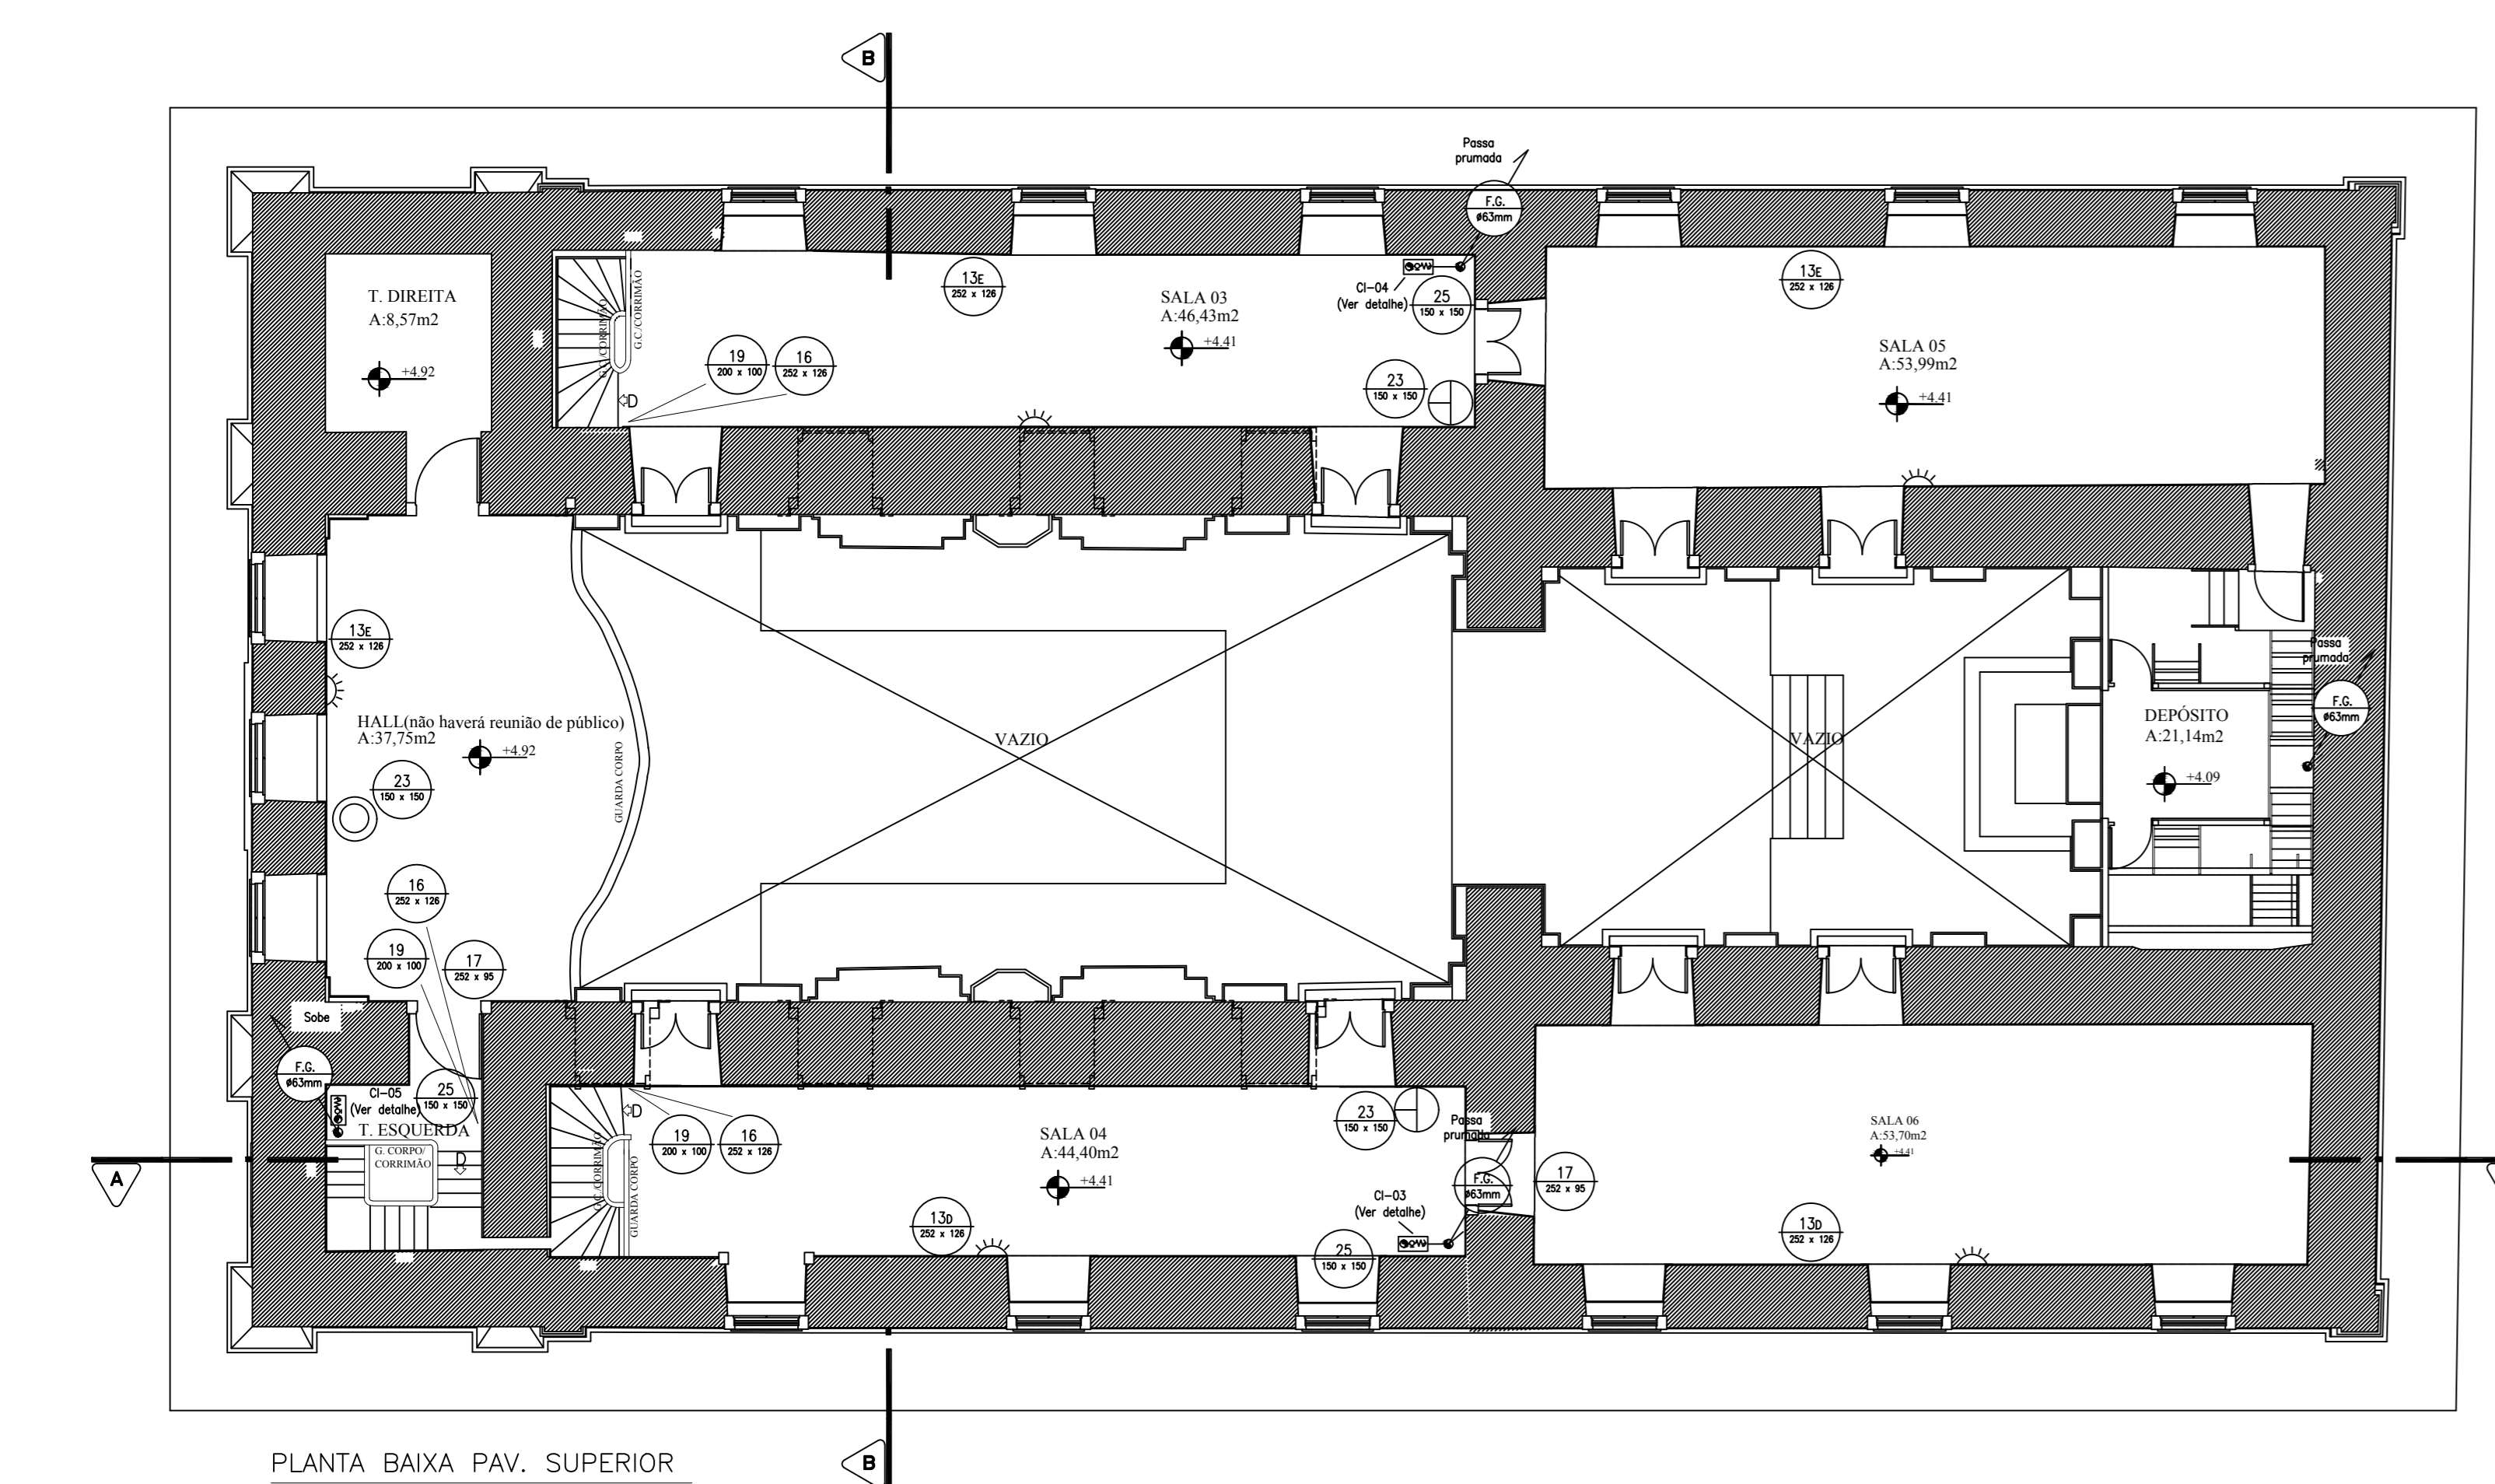 B
Passa
prumada
F.G.
ø63mm
T. DIREITA
A:8,57m2
+4.92
G.C./CORRIMÃO
G.C./CORRIMÃO
D
19
200 x 100
16
252 x 126
13E
252 x 126
SALA 03
A:46,43m2
+4.41
CI-04
(Ver detalhe)
25
150 x 150
23
150 x 150
13E
252 x 126
SALA 05
A:53,99m2
+4.41
13E
252 x 126
HALL(não haverá reunião de público)
A:37,75m2
+4.92
23
150 x 150
GUARDA CORPO
VAZIO
VAZIO
DEPÓSITO
A:21,14m2
+4.09
Passa
prumada
F.G.
ø63mm
16
252 x 126
19
200 x 100
17
252 x 95
Sobe
F.G.
ø63mm
CI-05
(Ver detalhe)
25
150 x 150
T. ESQUERDA
G. CORPO/
CORRIMÃO
D
D
G.C./CORRIMÃO
GUARDA CORPO
19
200 x 100
16
252 x 126
SALA 04
A:44,40m2
+4.41
13D
252 x 126
23
150 x 150
Passa
prumada
F.G.
ø63mm
CI-03
(Ver detalhe)
25
150 x 150
17
252 x 95
SALA 06
A:53,70m2
+4.41
13D
252 x 126
A
B
PLANTA BAIXA PAV. SUPERIOR